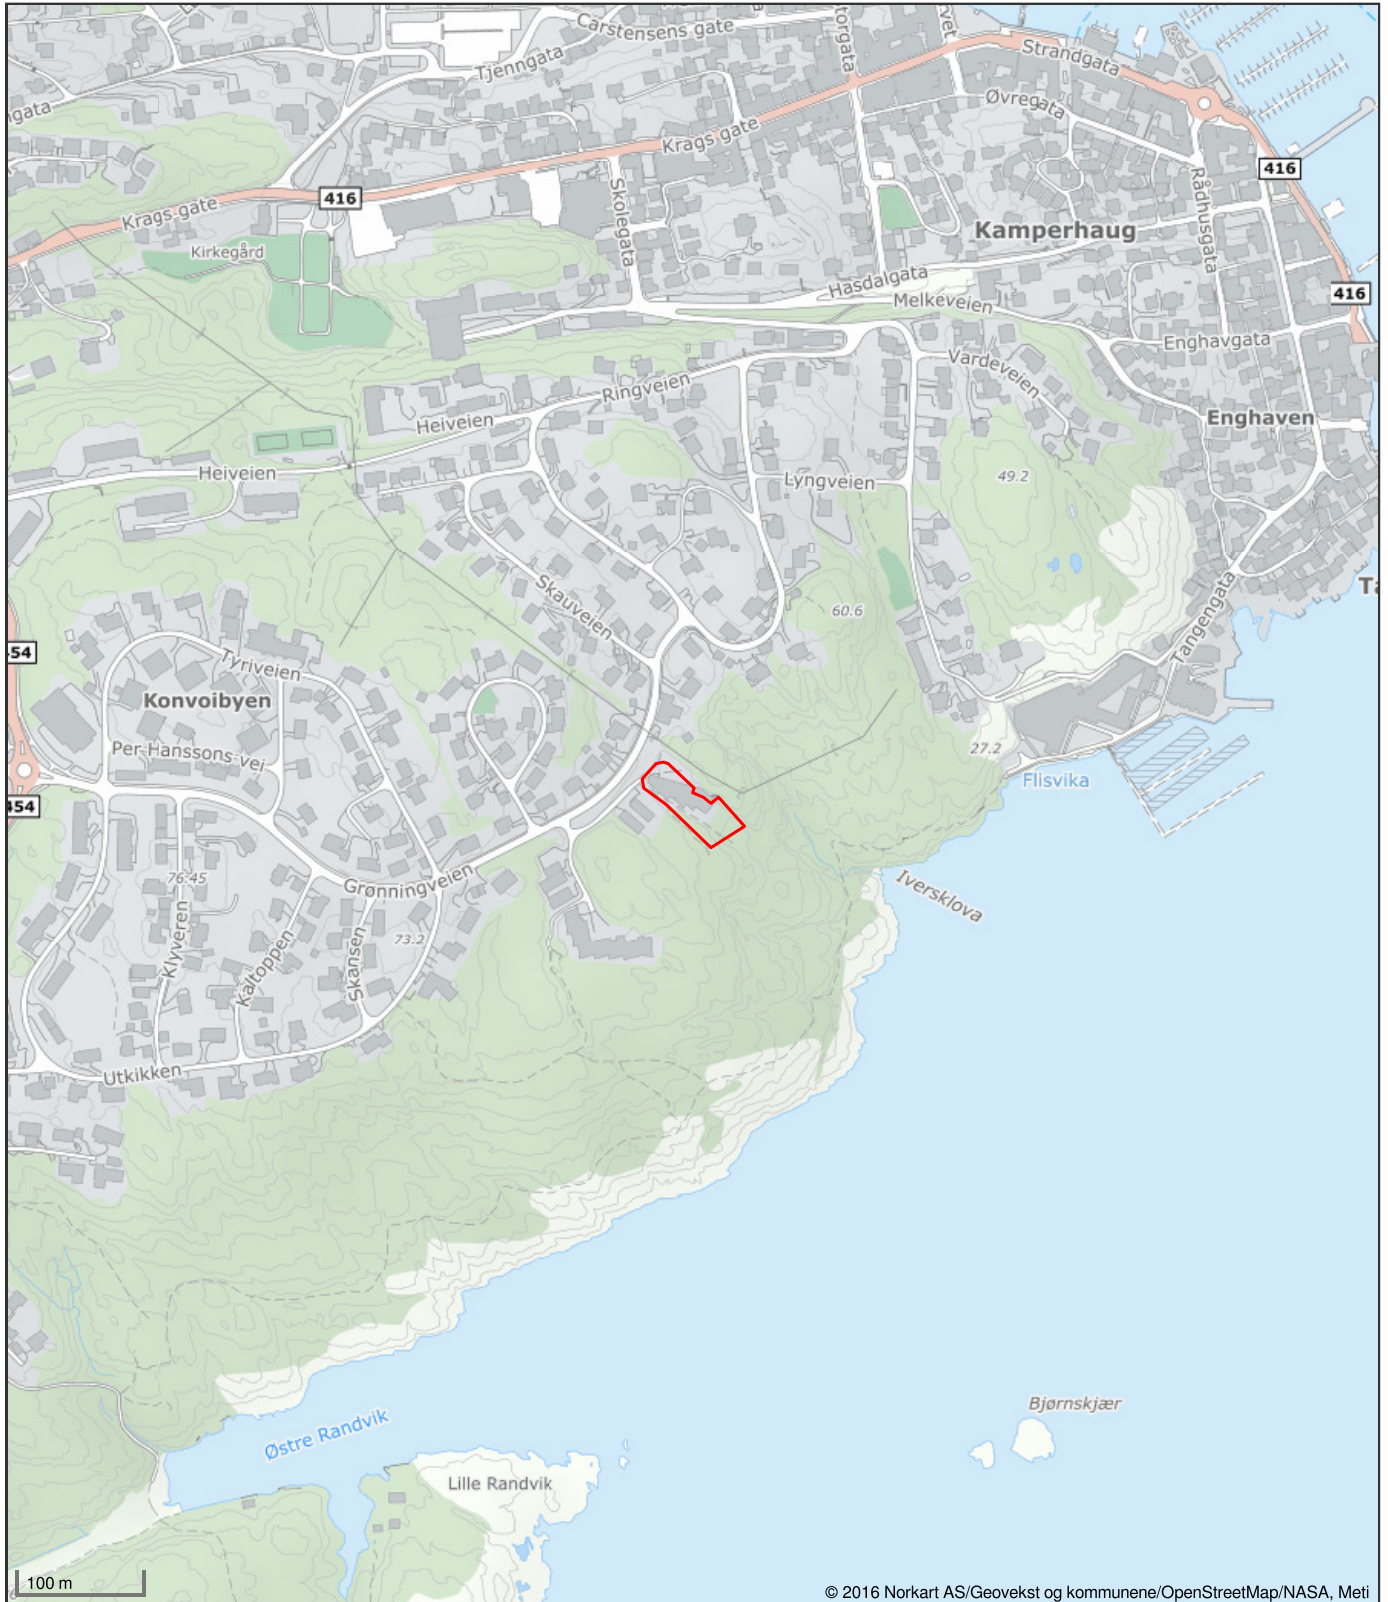 Carstensens gate
Strandgata
Tjenngata
Øvregata
Krags gate
416
416
Skolegata
Rådhusgata
Krags gate
Kamperhaug
Kirkegård
Hasdalgata
Melkeveien
416
Enghavgata
Vardeveien
Ringveien
Heiveien
Enghaven
Heiveien
Lyngveien
49.2
Skauveien
60.6
Tangengata
Tyriveien
Konvoibyen
Per Hanssons vei
27.2
Flisvika
Iversklova
Grønningveien
76.45
Klyveren
Kaltoppen
Skansen
73.2
Utkikken
Østre Randvik
Bjørnskjær
Lille Randvik
100 m
© 2016 Norkart AS/Geovekst og kommunene/OpenStreetMap/NASA, Meti